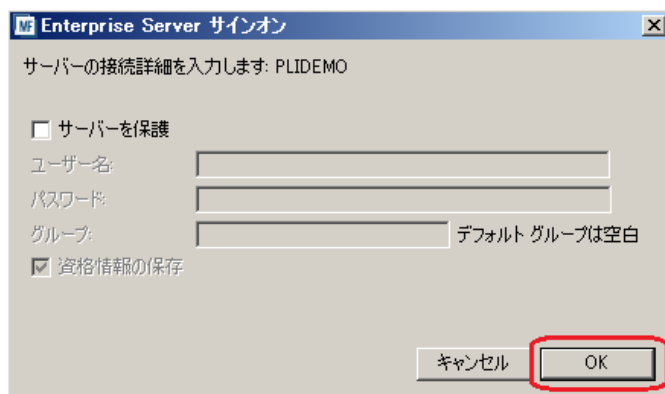 MF Enterprise Server サインオン
サーバーの接続詳細を入力します: PLIDEMO
サーバーを保護
ユーザー名:
パスワード:
グループ: デフォルト グループは空白
資格情報の保存
キャンセル OK